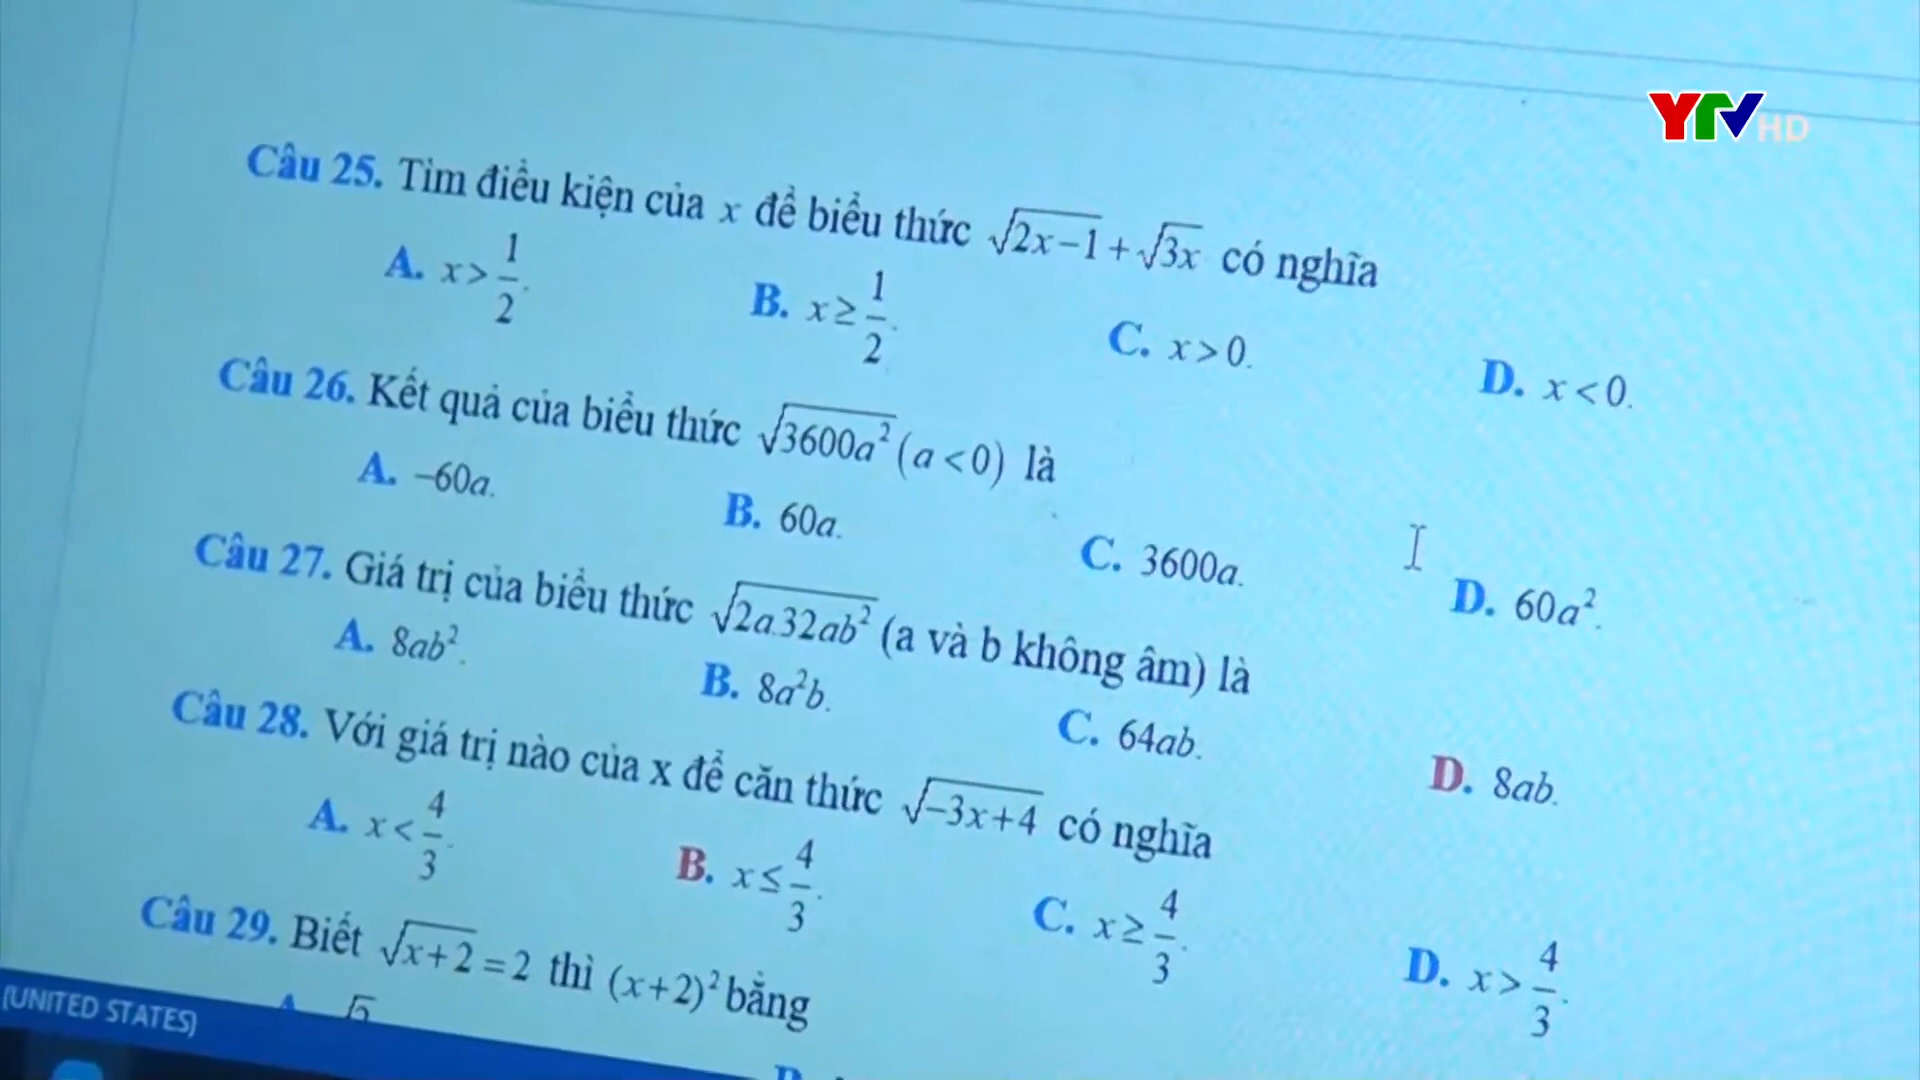 YTV HD
Câu 25. Tìm điều kiện của x để biểu thức √(2x−1) + √(3x) có nghĩa
A. x > 1/2. B. x ≥ 1/2. C. x > 0. D. x < 0.
Câu 26. Kết quả của biểu thức √(3600a²) (a < 0) là
A. −60a. B. 60a. C. 3600a. D. 60a².
Câu 27. Giá trị của biểu thức √(2a.32ab²) (a và b không âm) là
A. 8ab². B. 8a²b. C. 64ab. D. 8ab.
Câu 28. Với giá trị nào của x để căn thức √(−3x+4) có nghĩa
A. x < 4/3. B. x ≤ 4/3. C. x ≥ 4/3. D. x > 4/3.
Câu 29. Biết √(x+2) = 2 thì (x+2)² bằng
(UNITED STATES)